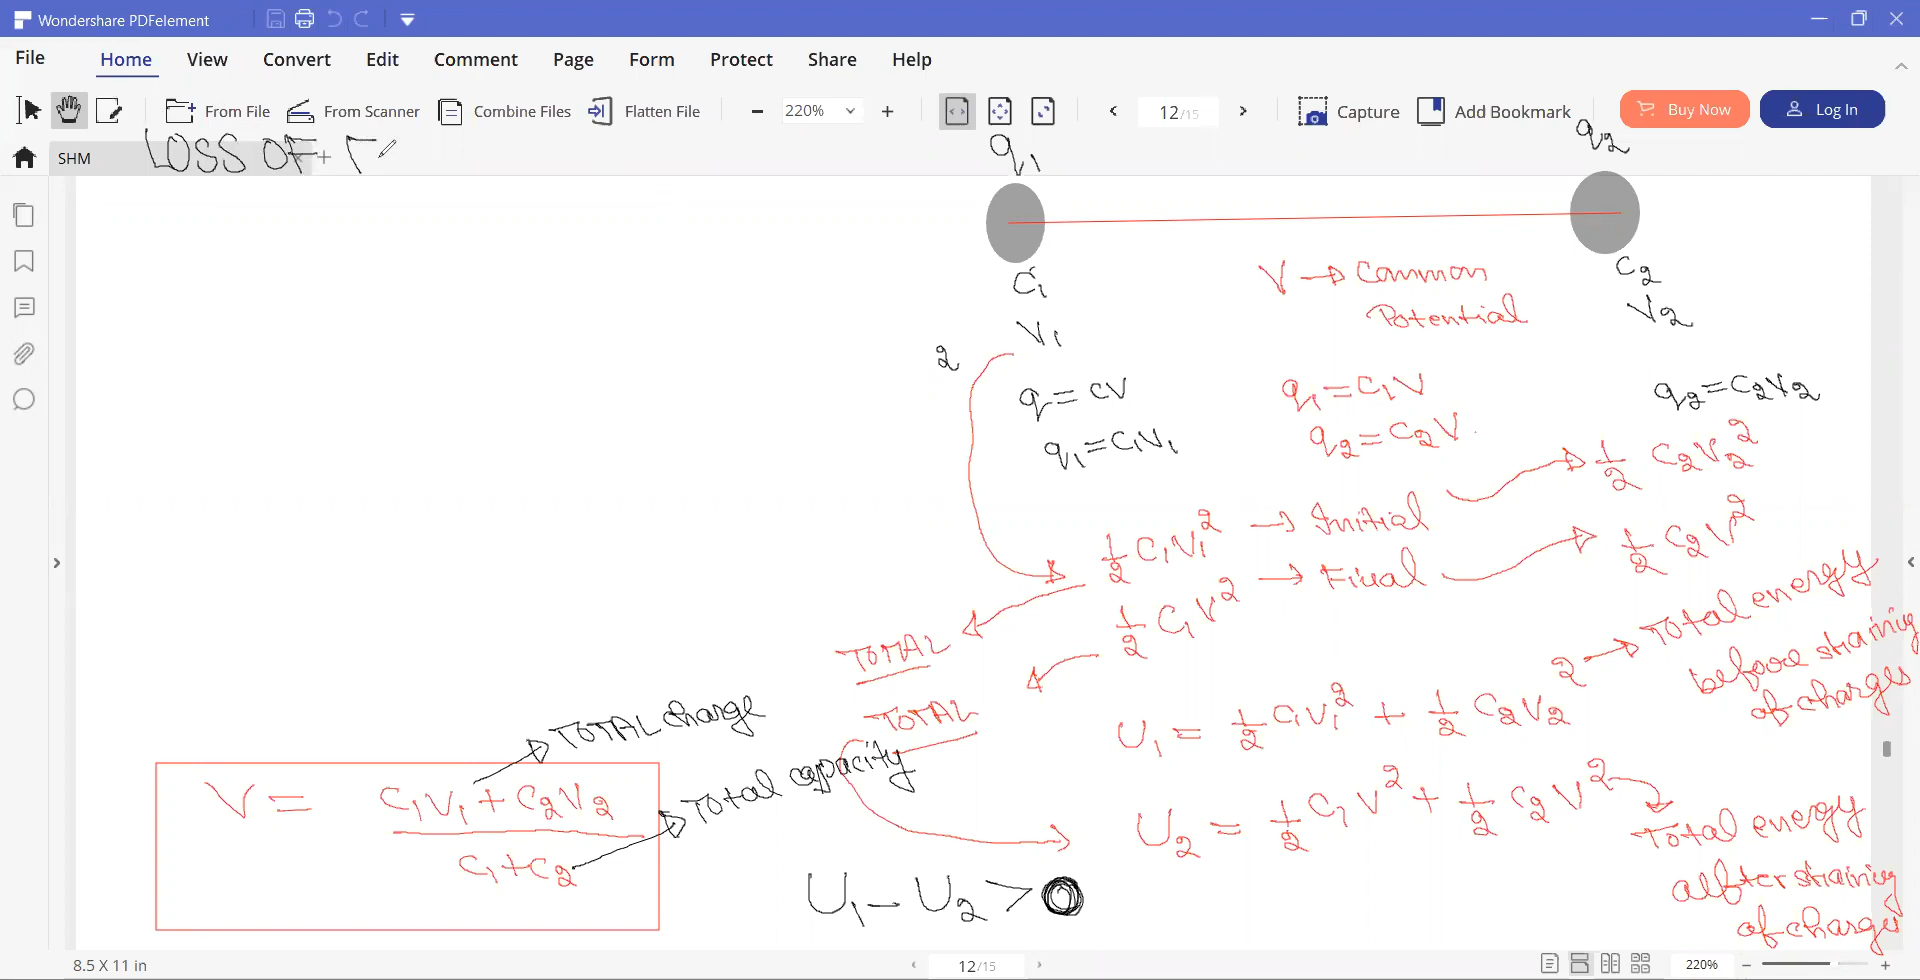 Wondershare PDFelement
File Home View Convert Edit Comment Page Form Protect Share Help
From File From Scanner Combine Files Flatten File 220% 12/15 Capture Add Bookmark Buy Now Log In
SHM
LOSS OF
q1
q2
C1
V1
C2
V2
V → Common
Potential
2
q = CV
q1 = C1V1
q1 = C1V
q2 = C2V
q2 = C2V2
1/2 C1V1² → Initial
1/2 C2V2²
1/2 C1V² → Final
1/2 C2V²
TOTAL
TOTAL
U1 = 1/2 C1V1² + 1/2 C2V2² → Total energy
before shaining
of charges
U2 = 1/2 C1V² + 1/2 C2V²
Total energy
after shaining
of charges
TOTAL charge
Total capacity
V = C1V1 + C2V2 / C1 + C2
U1 - U2 > 0
8.5 X 11 in 12/15 220%